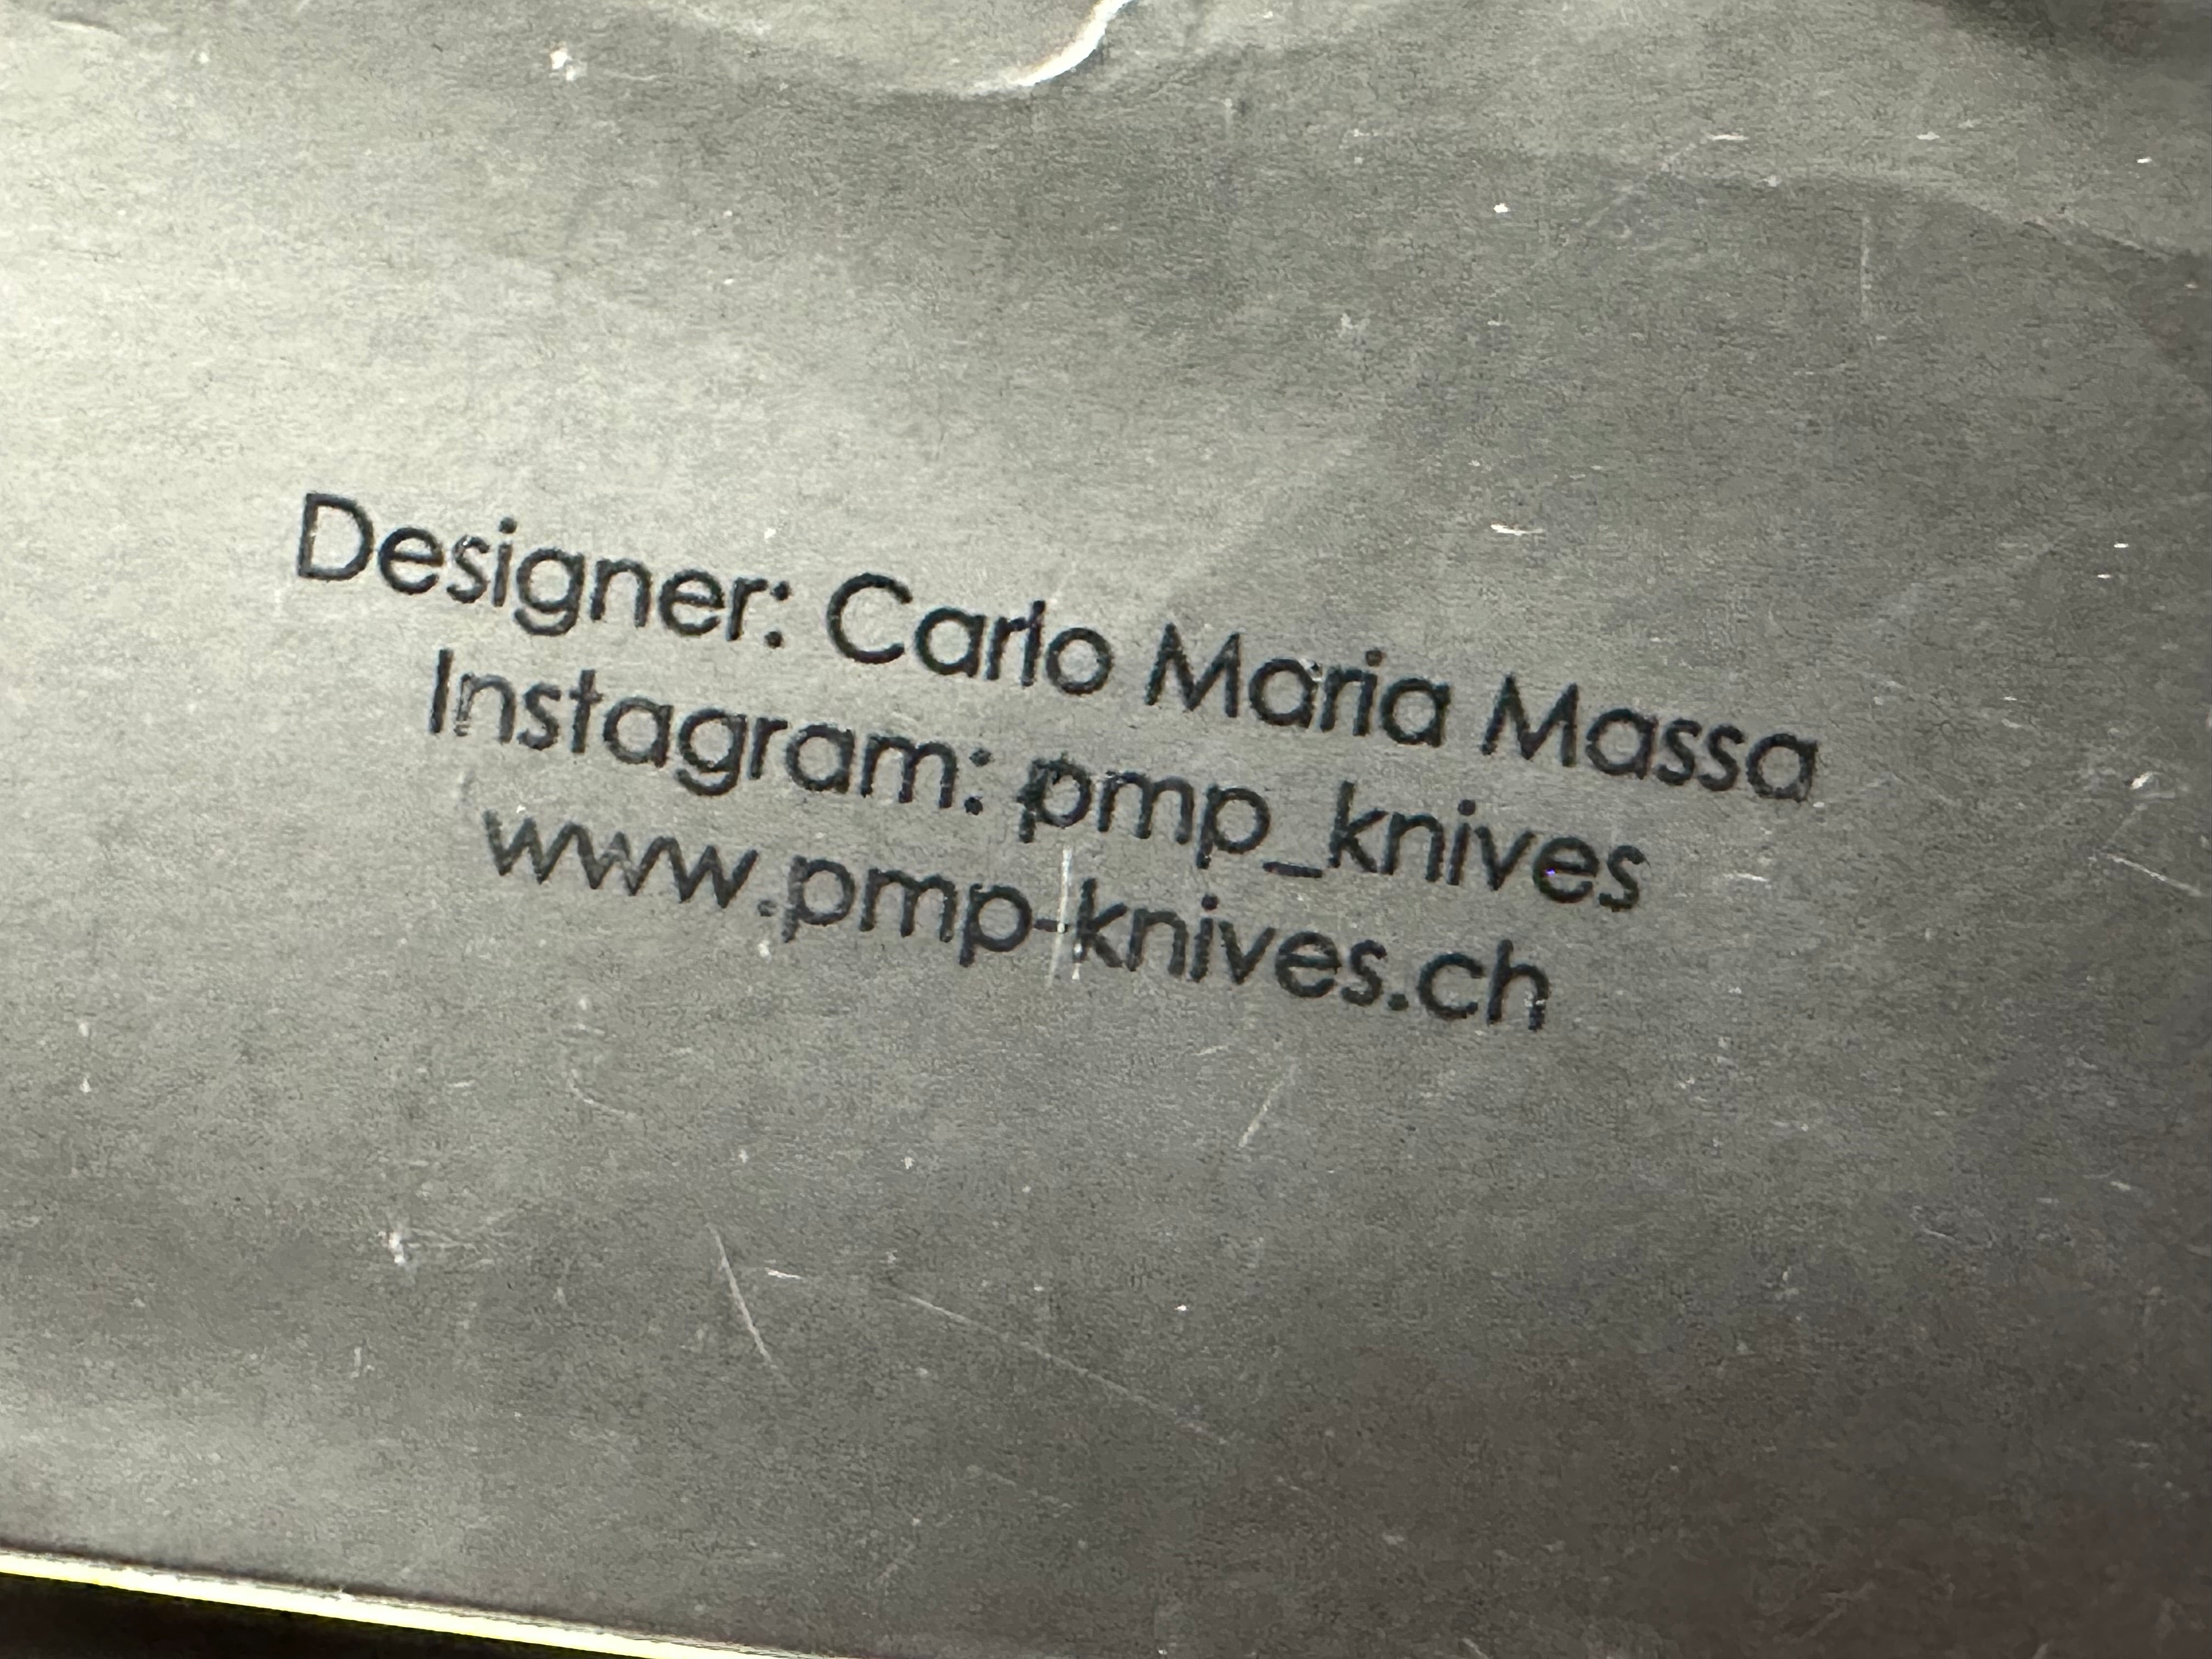 Designer: Carlo Maria Massa
Instagram: pmp_knives
www.pmp-knives.ch